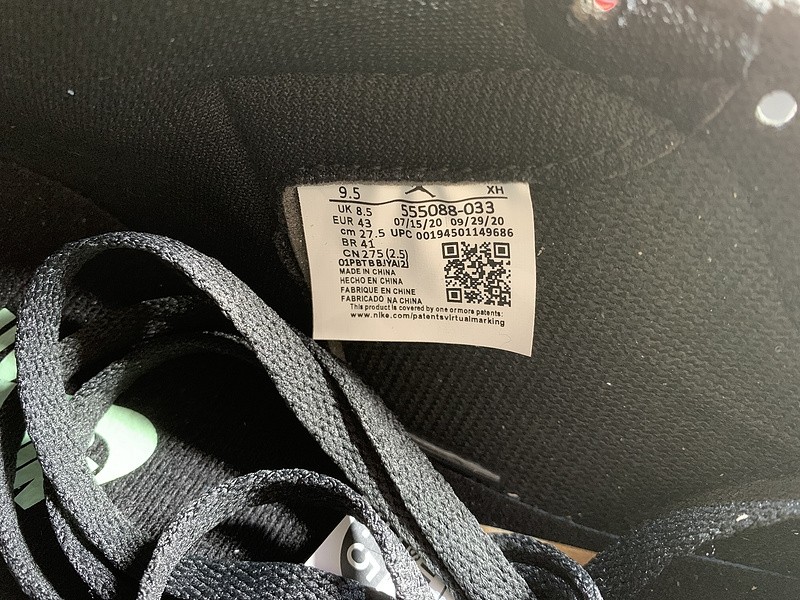 9.5 XH
UK 8.5 555088-033
EUR 43 07/15/20 09/29/20
cm 27.5 UPC 00194501149686
BR 41
CN 275 (2.5)
01PBTBBJYAI2
MADE IN CHINA
HECHO EN CHINA
FABRIQUE EN CHINE
FABRICADO NA CHINA
This product is covered by one or more patents:
www.nike.com/patentsvirtualmarking